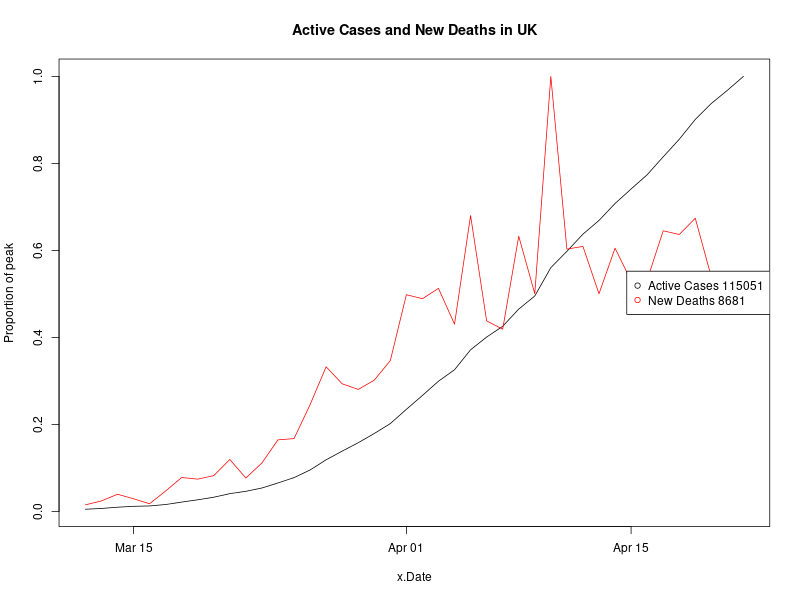 Active Cases and New Deaths in UK
1.0
0.8
0.6
0.4
0.2
0.0
Proportion of peak
Active Cases 115051
New Deaths 8681
Mar 15
Apr 01
Apr 15
x.Date